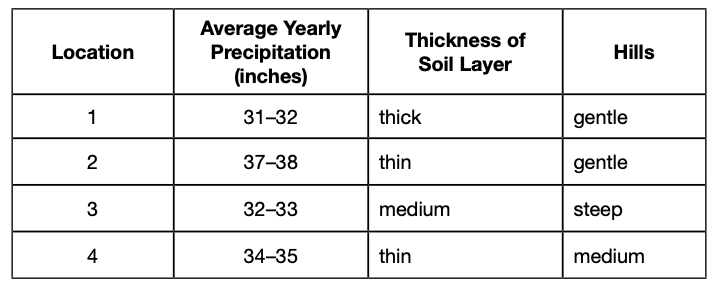 Location
Average Yearly
Precipitation
(inches)
Thickness of
Soil Layer
Hills
1
31–32
thick
gentle
2
37–38
thin
gentle
3
32–33
medium
steep
4
34–35
thin
medium